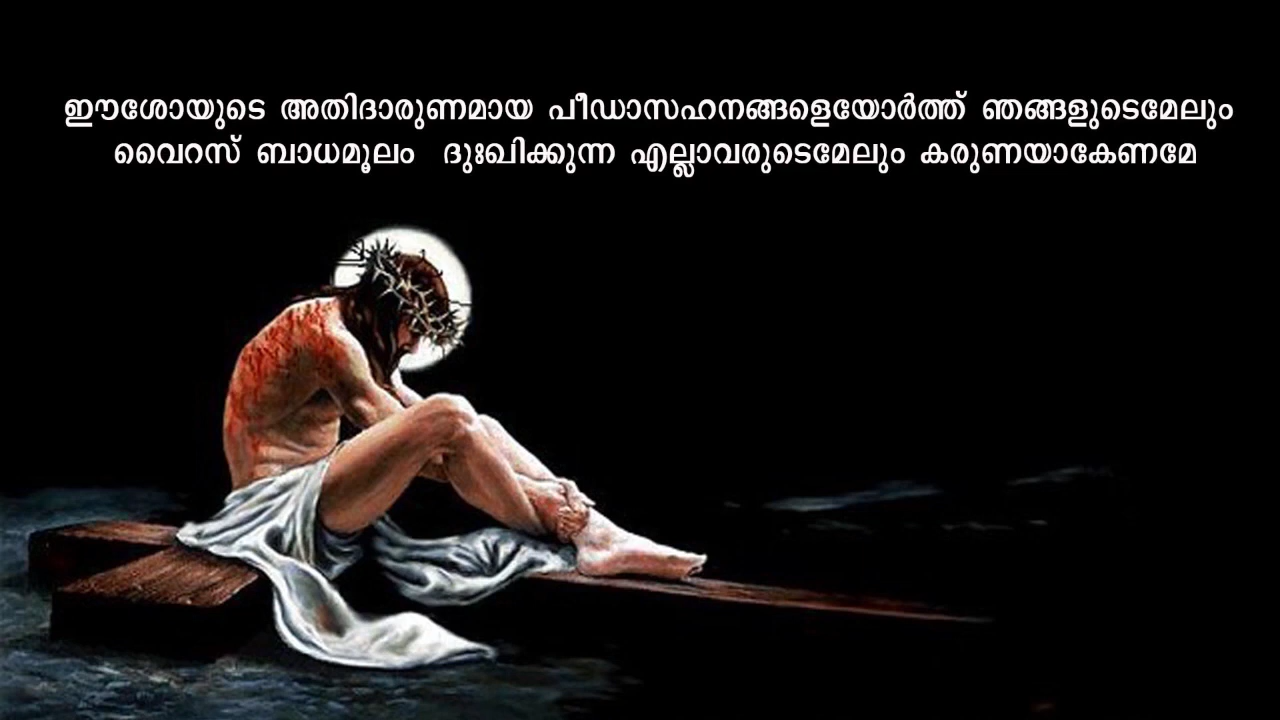 ഈശോയുടെ അതിദാരുണമായ പീഡാസഹനങ്ങളെയോർത്ത് ഞങ്ങളുടെമേലും
വൈറസ് ബാധമൂലം ദുഃഖിക്കുന്ന എല്ലാവരുടെമേലും കരുണയാകേണമേ